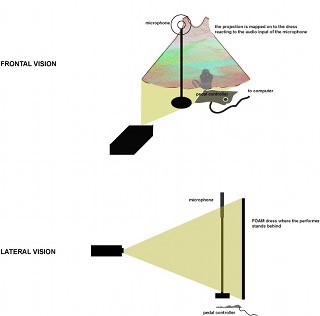 microphone
the projection is mapped on to the dress
reacting to the audio input of the microphone
FRONTAL VISION
to computer
pedal controller
microphone
FOAM dress where the performer
stands behind
LATERAL VISION
pedal controller